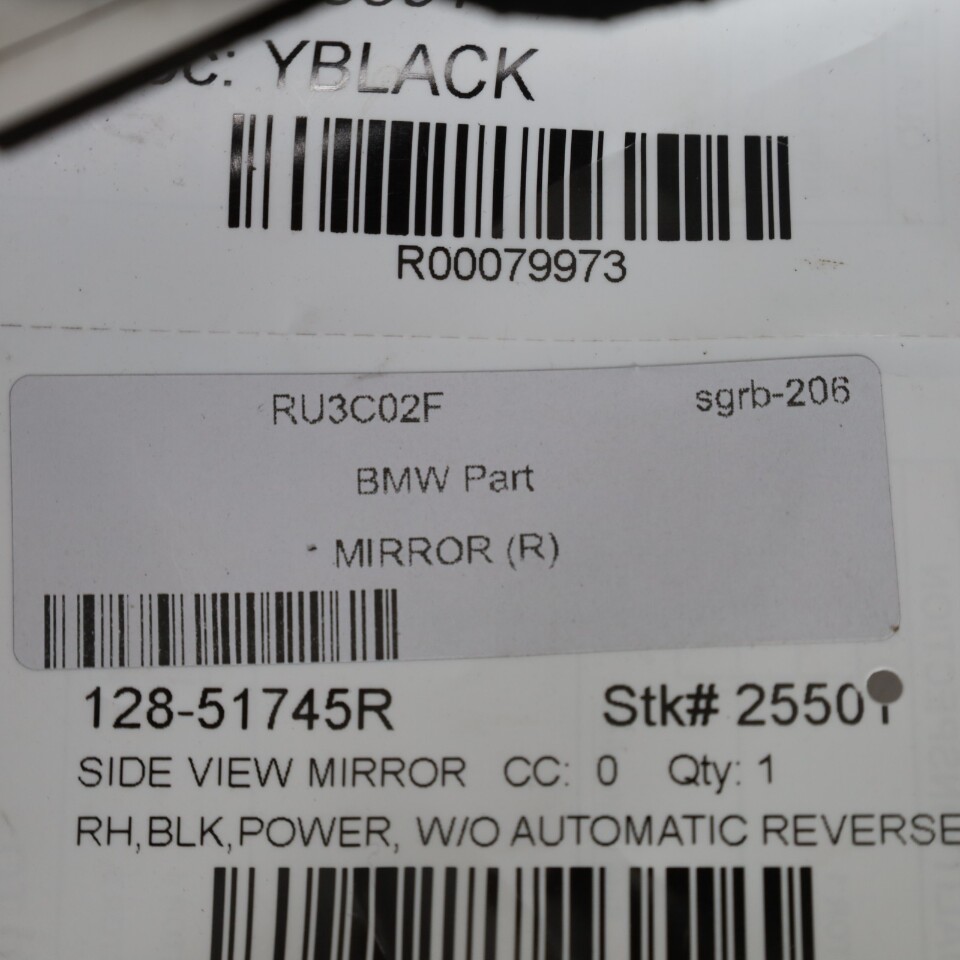 YBLACK
R00079973
RU3C02F sgrb-206
BMW Part
MIRROR (R)
128-51745R Stk# 25501
SIDE VIEW MIRROR CC: 0 Qty: 1
RH,BLK,POWER, W/O AUTOMATIC REVERSE